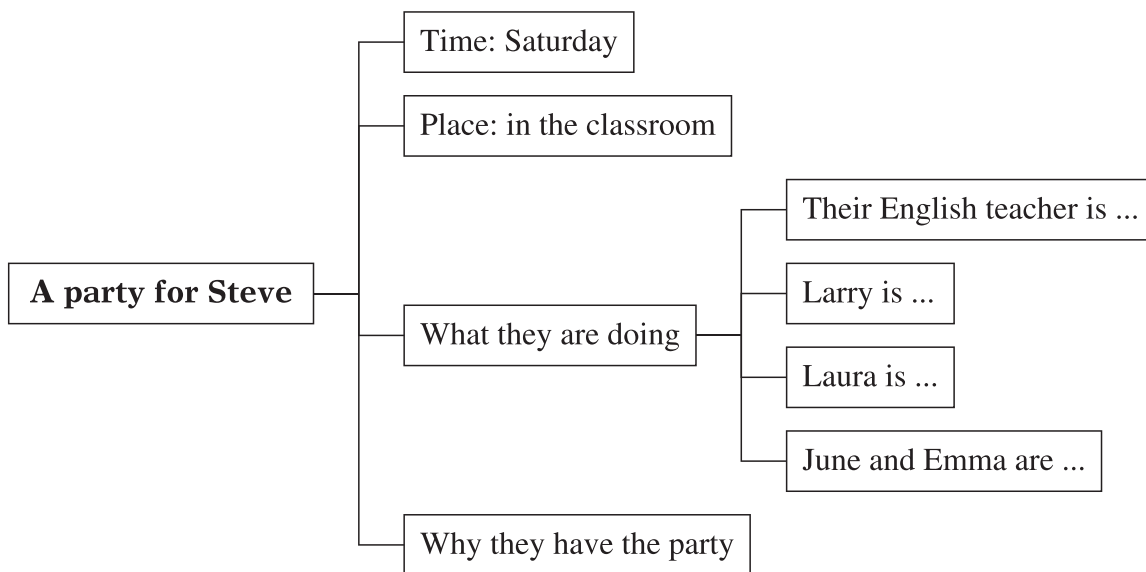 A party for Steve
Time: Saturday
Place: in the classroom
What they are doing
Their English teacher is ...
Larry is ...
Laura is ...
June and Emma are ...
Why they have the party